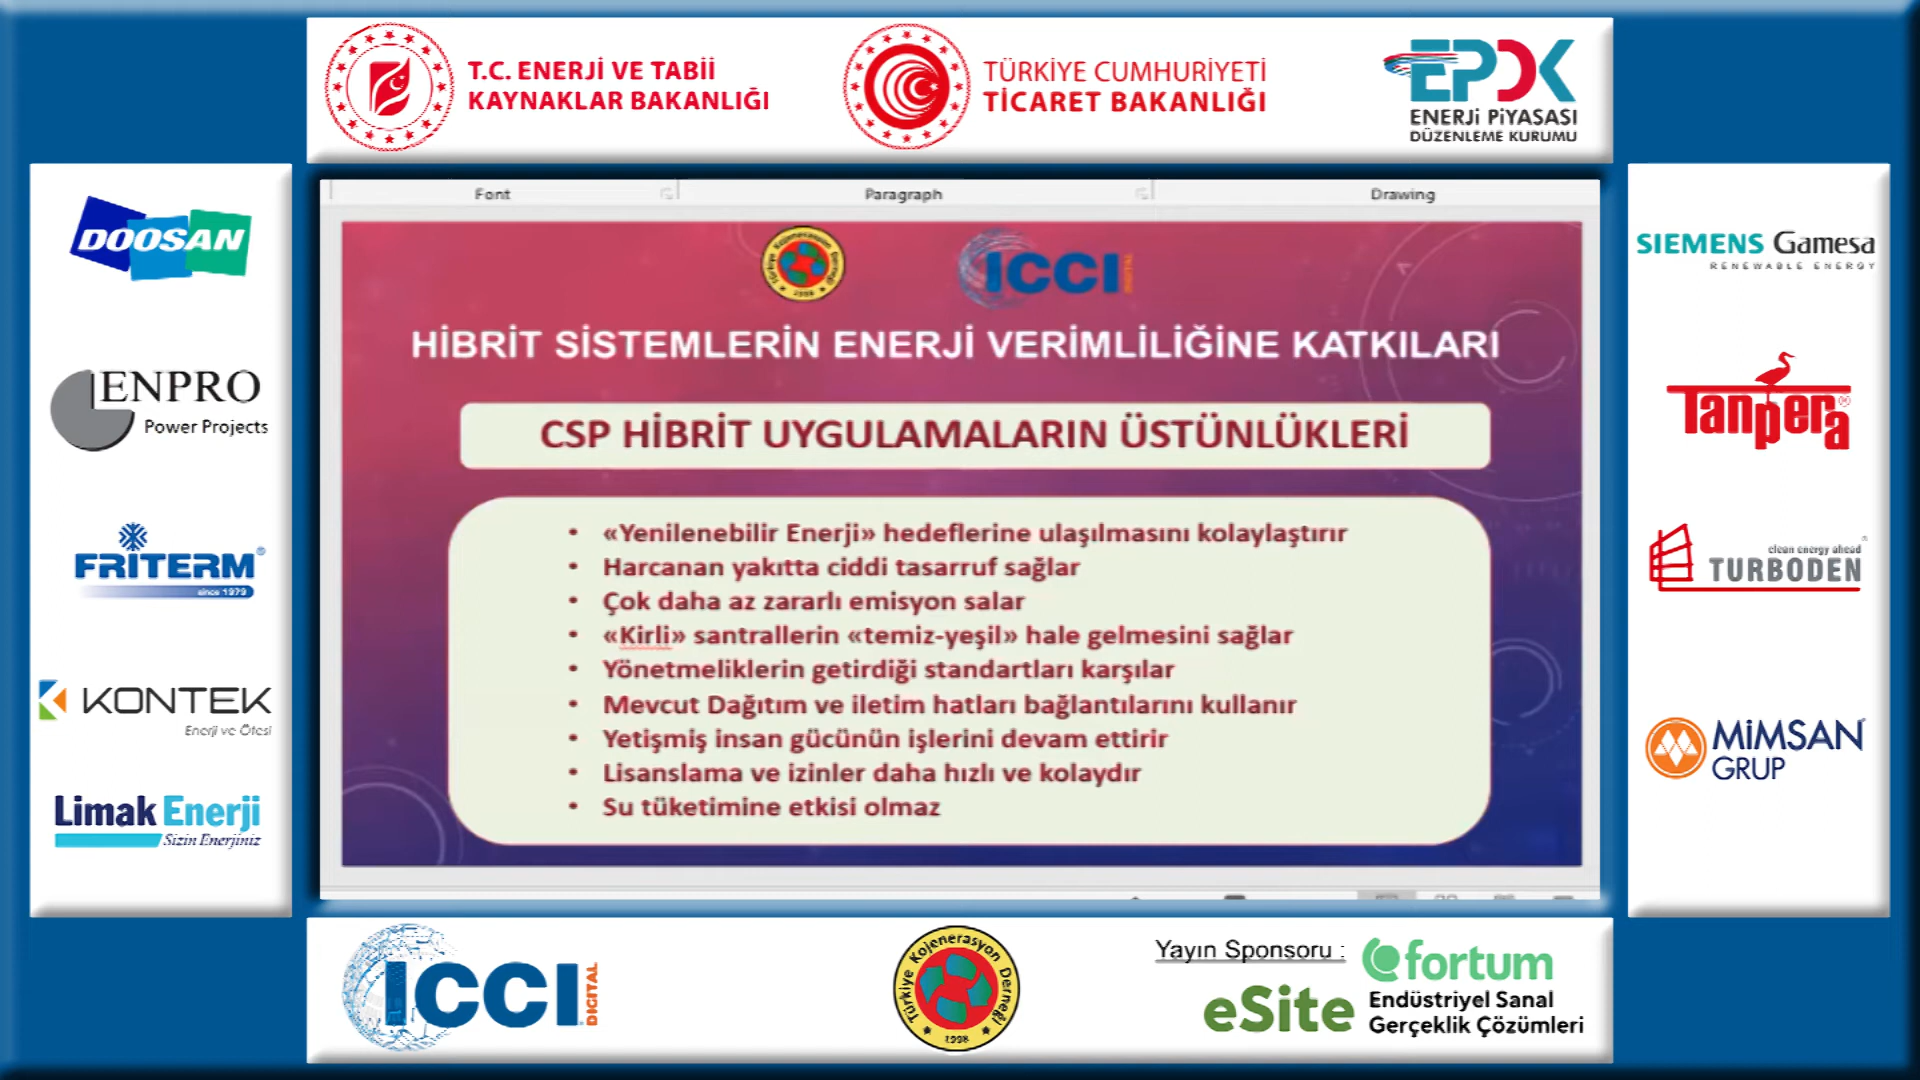 T.C. ENERJİ VE TABİİ
KAYNAKLAR BAKANLIĞI
TÜRKİYE CUMHURİYETİ
TİCARET BAKANLIĞI
EPDK
ENERJİ PİYASASI
DÜZENLEME KURUMU
DOOSAN
ENPRO
Power Projects
FRITERM®
since 1979
KONTEK
Enerji ve Ötesi
Limak Enerji
Sizin Enerjiniz
Font
Paragraph
Drawing
Türkiye Kojenerasyon Derneği
1998
ICCI DIGITAL
HİBRİT SİSTEMLERİN ENERJİ VERİMLİLİĞİNE KATKILARI
CSP HİBRİT UYGULAMALARIN ÜSTÜNLÜKLERİ
• «Yenilenebilir Enerji» hedeflerine ulaşılmasını kolaylaştırır
• Harcanan yakıtta ciddi tasarruf sağlar
• Çok daha az zararlı emisyon salar
• «Kirli» santrallerin «temiz-yeşil» hale gelmesini sağlar
• Yönetmeliklerin getirdiği standartları karşılar
• Mevcut Dağıtım ve iletim hatları bağlantılarını kullanır
• Yetişmiş insan gücünün işlerini devam ettirir
• Lisanslama ve izinler daha hızlı ve kolaydır
• Su tüketimine etkisi olmaz
SIEMENS Gamesa
RENEWABLE ENERGY
Tanpera®
clean energy ahead
TURBODEN
MİMSAN
GRUP
ICCI DIGITAL
Türkiye Kojenerasyon Derneği
1998
Yayın Sponsoru :
fortum
eSite
Endüstriyel Sanal
Gerçeklik Çözümleri